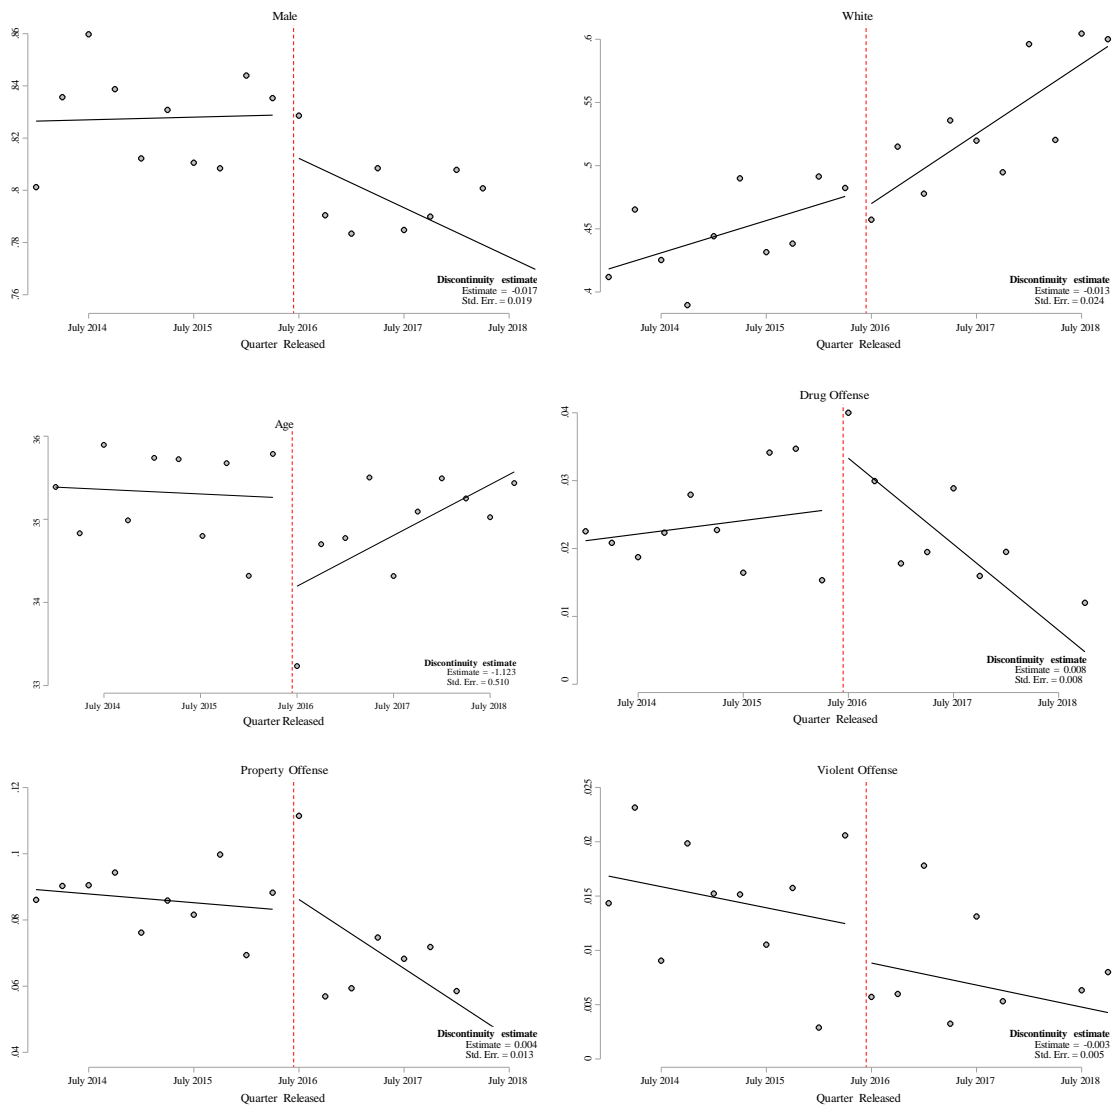 Male
.86
.84
.82
.8
.78
.76
Discontinuity estimate
Estimate = -0.017
Std. Err. = 0.019
July 2014 July 2015 July 2016 July 2017 July 2018
Quarter Released
White
.6
.55
.5
.45
.4
Discontinuity estimate
Estimate = -0.013
Std. Err. = 0.024
July 2014 July 2015 July 2016 July 2017 July 2018
Quarter Released
Age
36
35
34
33
Discontinuity estimate
Estimate = -1.123
Std. Err. = 0.510
July 2014 July 2015 July 2016 July 2017 July 2018
Quarter Released
Drug Offense
.04
.03
.02
.01
0
Discontinuity estimate
Estimate = 0.008
Std. Err. = 0.008
July 2014 July 2015 July 2016 July 2017 July 2018
Quarter Released
Property Offense
.12
.1
.08
.06
.04
Discontinuity estimate
Estimate = 0.004
Std. Err. = 0.013
July 2014 July 2015 July 2016 July 2017 July 2018
Quarter Released
Violent Offense
.025
.02
.015
.01
.005
0
Discontinuity estimate
Estimate = -0.003
Std. Err. = 0.005
July 2014 July 2015 July 2016 July 2017 July 2018
Quarter Released